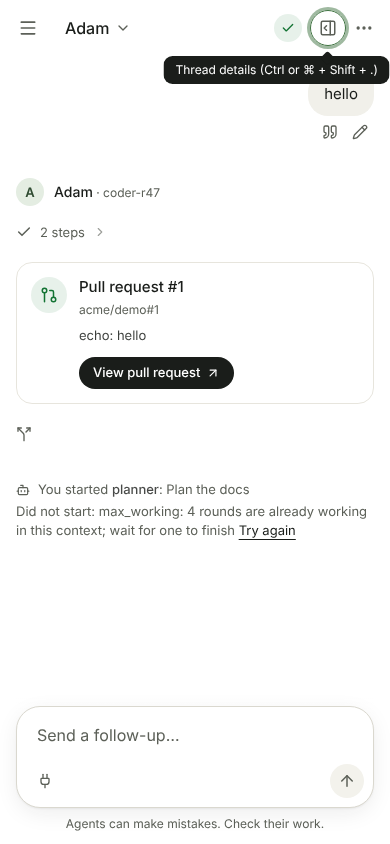 Adam
Thread details (Ctrl or ⌘ + Shift + .)
hello
A
Adam · coder-r47
2 steps
Pull request #1
acme/demo#1
echo: hello
View pull request
You started planner: Plan the docs
Did not start: max_working: 4 rounds are already working
in this context; wait for one to finish Try again
Send a follow-up...
Agents can make mistakes. Check their work.